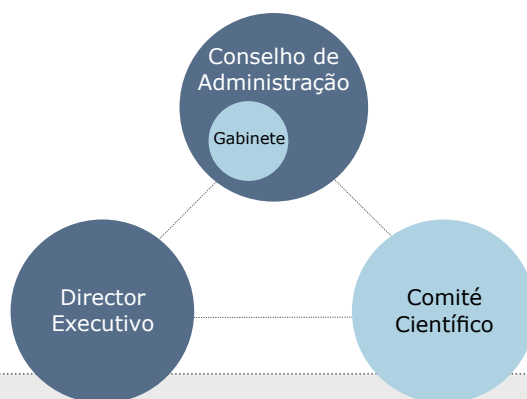 Conselho de
Administração
Gabinete
Director
Executivo
Comité
Científico